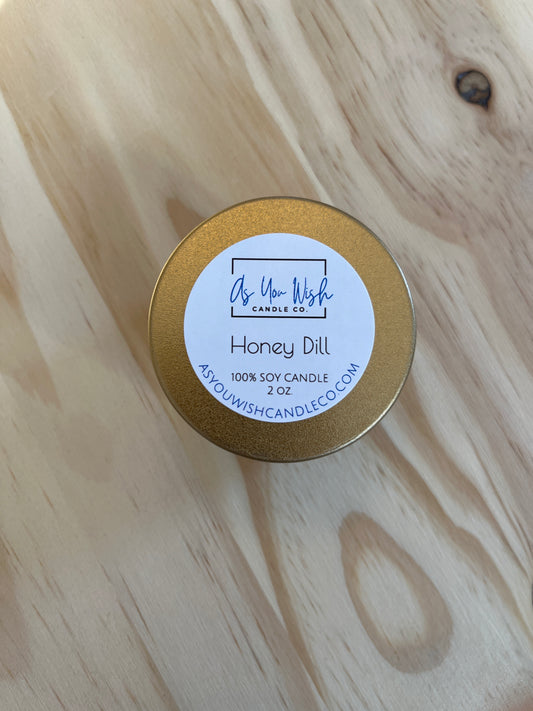 As You Wish
CANDLE CO.
Honey Dill
100% SOY CANDLE
2 OZ.
ASYOUWISHCANDLECO.COM